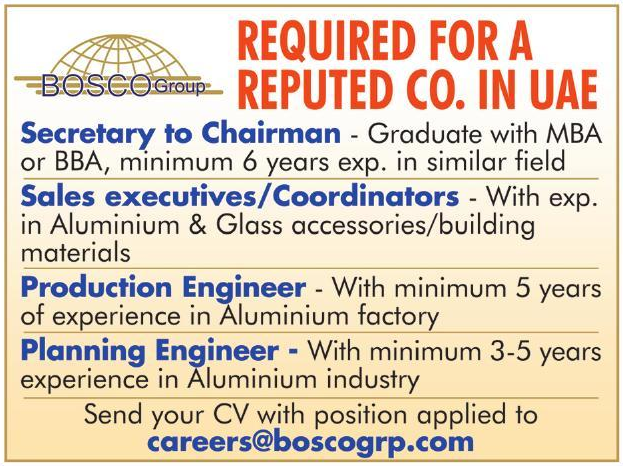 BOSCO Group
REQUIRED FOR A
REPUTED CO. IN UAE
Secretary to Chairman - Graduate with MBA
or BBA, minimum 6 years exp. in similar field
Sales executives/Coordinators - With exp.
in Aluminium & Glass accessories/building
materials
Production Engineer - With minimum 5 years
of experience in Aluminium factory
Planning Engineer - With minimum 3-5 years
experience in Aluminium industry
Send your CV with position applied to
careers@boscogrp.com